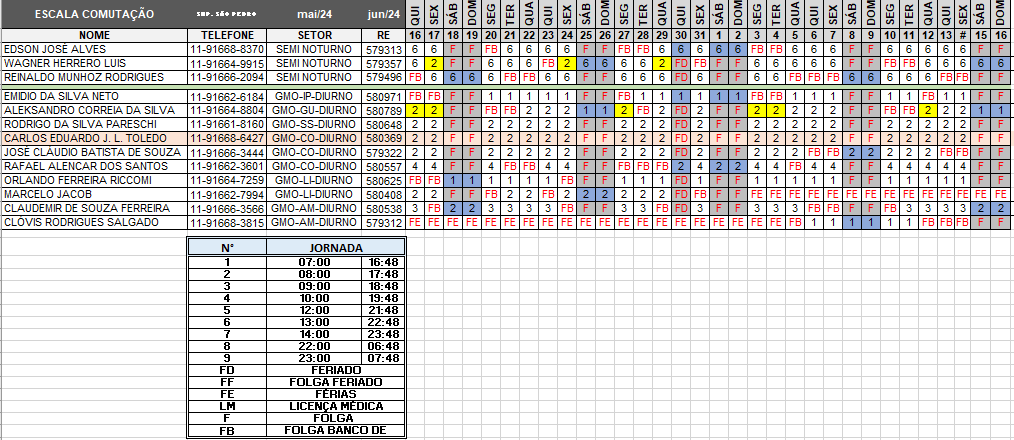 ESCALA COMUTAÇÃO SUP. SÃO PEDRO mai/24 jun/24 QUI SEX SÁB DOM SEG TER QUA QUI SEX SÁB DOM SEG TER QUA QUI SEX SÁB DOM SEG TER QUA QUI SEX SÁB DOM SEG TER QUA QUI SEX SÁB DOM
NOME TELEFONE SETOR RE 16 17 18 19 20 21 22 23 24 25 26 27 28 29 30 31 1 2 3 4 5 6 7 8 9 10 11 12 13 # 15 16
EDSON JOSÉ ALVES 11-91668-8370 SEMI NOTURNO 579313 6 6 F F FB 6 6 6 6 F F FB FB 6 6 6 6 6 FB FB 6 6 6 F F 6 6 6 6 6 F F
WAGNER HERRERO LUIS 11-91664-9915 SEMI NOTURNO 579357 6 2 F F 6 6 6 FB 2 6 6 6 6 2 FD FB F F 6 6 6 6 6 F F FB FB 6 6 6 6 6
REINALDO MUNHOZ RODRIGUES 11-91666-2094 SEMI NOTURNO 579496 FB 6 6 6 6 FB FB 6 6 F F 6 6 6 FD 6 F F 6 6 6 FB FB 6 6 6 6 6 FB FB F F
EMIDIO DA SILVA NETO 11-91662-6184 GMO-IP-DIURNO 580971 FB FB F F 1 1 1 1 1 F F FB 1 1 1 1 1 1 FB FB 1 1 1 F F 1 1 1 1 1 F F
ALEKSANDRO CORREIA DA SILVA 11-91664-8804 GMO-GU-DIURNO 580789 2 2 F F FB FB 2 2 2 1 1 2 FB 2 FD FB F F 2 2 2 2 2 F F FB FB 2 2 2 1 1
RODRIGO DA SILVA PARESCHI 11-91661-8160 GMO-SS-DIURNO 580648 2 2 F F 2 2 2 2 2 F F 2 2 2 FD 2 F F 2 2 2 2 2 F F 2 2 2 2 2 F F
CARLOS EDUARDO J. L. TOLEDO 11-91668-6427 GMO-CO-DIURNO 580369 2 2 F F 2 2 2 2 2 F F 2 2 2 FD 2 F F 2 2 2 2 2 F F 2 2 2 2 2 F F
JOSÉ CLAUDIO BATISTA DE SOUZA 11-91668-3444 GMO-CO-DIURNO 579322 2 2 F F 2 2 2 2 2 F F 2 2 2 FD 2 F F 2 2 2 FB FB 2 2 2 2 2 FB FB F F
RAFAEL ALENCAR DOS SANTOS 11-91662-3601 GMO-CO-DIURNO 580557 4 4 F F 4 FB FB 4 4 F F FB FB FB 2 4 2 2 4 4 FB 4 4 F F 4 4 4 4 4 F F
ORLANDO FERREIRA RICCOMI 11-91664-7259 GMO-LI-DIURNO 580625 FB FB 1 1 1 1 1 1 FB F F 1 1 1 FD 1 F F 1 1 1 1 1 F F 1 1 1 1 1 F F
MARCELO JACOB 11-91662-7994 GMO-LI-DIURNO 580408 2 2 F F FB 2 2 FB 2 2 2 2 2 2 FD FB F F FE FE FE FE FE FE FE FE FE FE FE FE FE FE
CLAUDEMIR DE SOUZA FERREIRA 11-91666-3566 GMO-AM-DIURNO 580538 3 FB 2 2 3 3 3 3 FB F F 3 3 3 FD 3 F F 3 3 3 3 FB F F FB 3 3 3 3 2 2
CLÓVIS RODRIGUES SALGADO 11-91668-3815 GMO-AM-DIURNO 579312 FE FE FE FE FE FE FE FE FE FE FE FE FE FE FE FE FE FE FE FE FB 1 1 1 1 1 1 FB FB FB F F
N° JORNADA
1 07:00 16:48
2 08:00 17:48
3 09:00 18:48
4 10:00 19:48
5 12:00 21:48
6 13:00 22:48
7 14:00 23:48
8 22:00 06:48
9 23:00 07:48
FD FERIADO
FF FOLGA FERIADO
FE FÉRIAS
LM LICENÇA MÉDICA
F FOLGA
FB FOLGA BANCO DE